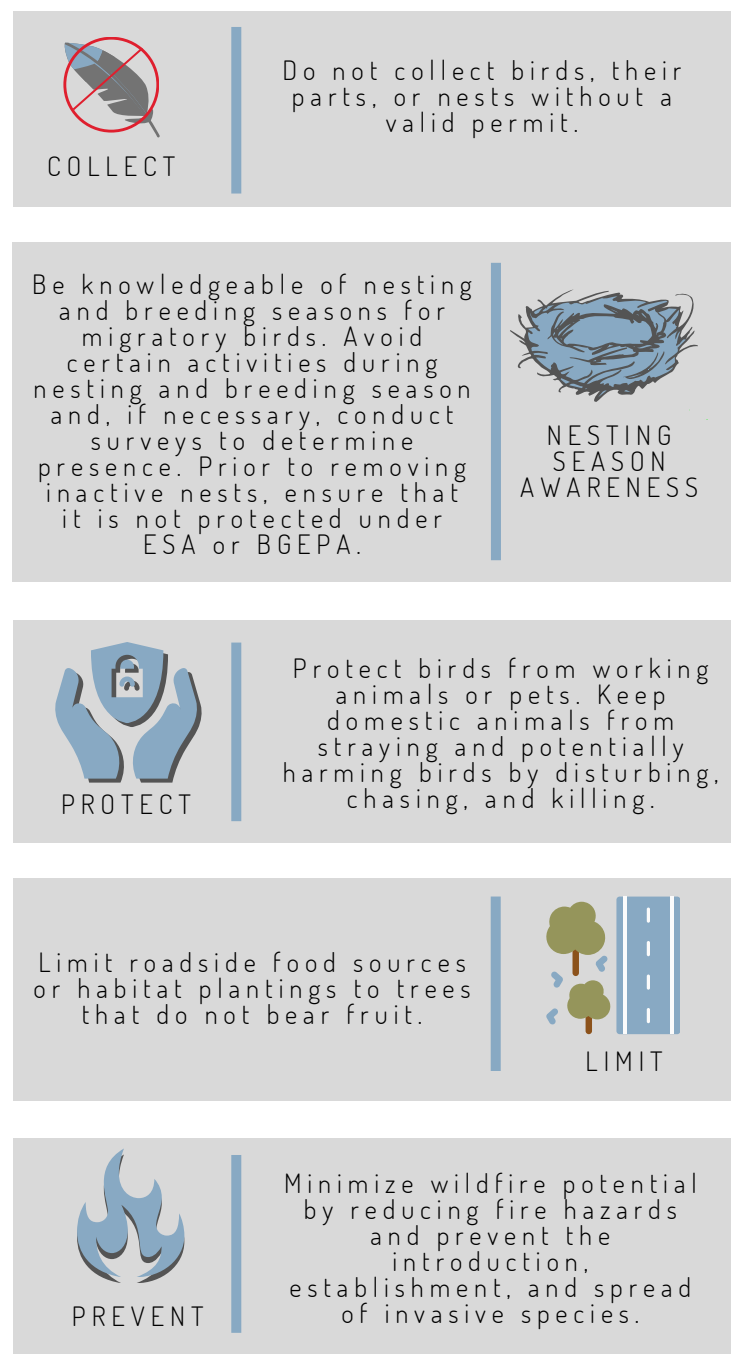 COLLECT
Do not collect birds, their
parts, or nests without a
valid permit.
Be knowledgeable of nesting
and breeding seasons for
migratory birds. Avoid
certain activities during
nesting and breeding season
and, if necessary, conduct
surveys to determine
presence. Prior to removing
inactive nests, ensure that
it is not protected under
ESA or BGEPA.
NESTING
SEASON
AWARENESS
PROTECT
Protect birds from working
animals or pets. Keep
domestic animals from
straying and potentially
harming birds by disturbing,
chasing, and killing.
Limit roadside food sources
or habitat plantings to trees
that do not bear fruit.
LIMIT
PREVENT
Minimize wildfire potential
by reducing fire hazards
and prevent the
introduction,
establishment, and spread
of invasive species.